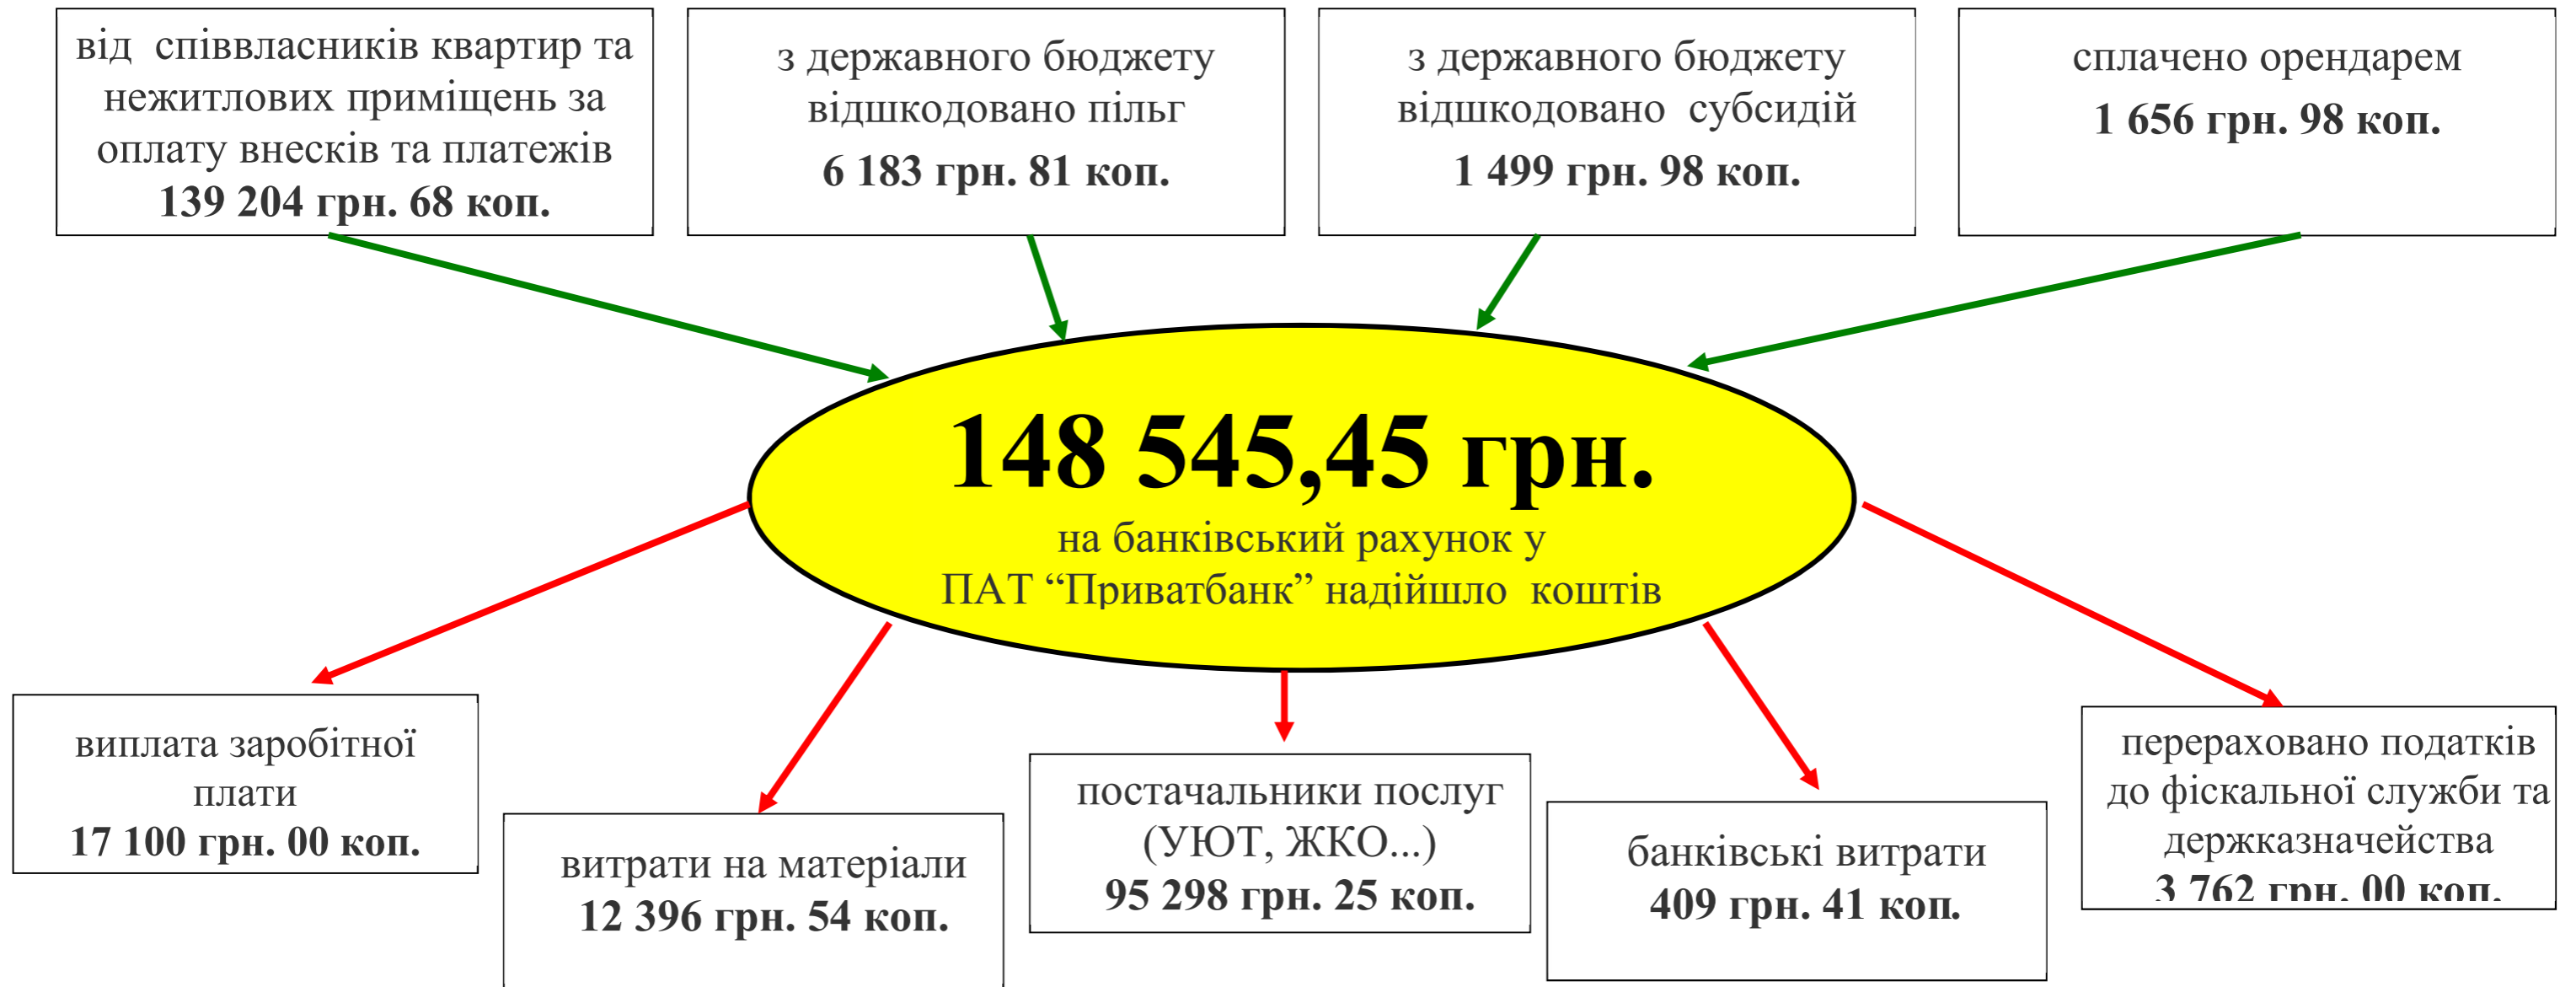 від співвласників квартир та
нежитлових приміщень за
оплату внесків та платежів
139 204 грн. 68 коп.
з державного бюджету
відшкодовано пільг
6 183 грн. 81 коп.
з державного бюджету
відшкодовано субсидій
1 499 грн. 98 коп.
сплачено орендарем
1 656 грн. 98 коп.
148 545,45 грн.
на банківський рахунок у
ПАТ “Приватбанк” надійшло коштів
виплата заробітної
плати
17 100 грн. 00 коп.
витрати на матеріали
12 396 грн. 54 коп.
постачальники послуг
(УЮТ, ЖКО...)
95 298 грн. 25 коп.
банківські витрати
409 грн. 41 коп.
перераховано податків
до фіскальної служби та
держказначейства
3 762 грн. 00 коп.